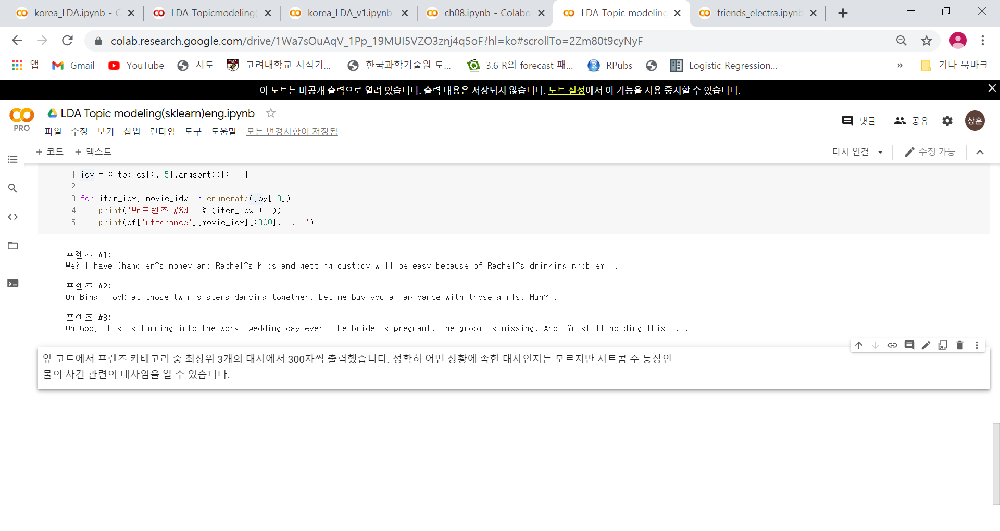 korea_LDA.ipynb - C
LDA Topicmodeling(
korea_LDA_v1.ipynb
ch08.ipynb - Colabo
LDA Topic modeling
friends_electra.ipynb
colab.research.google.com/drive/1Wa7sOuAqV_1Pp_19MUI5VZO3znj4q5oF?hl=ko#scrollTo=2Zm80t9cyNyF
앱 Gmail YouTube 지도 고려대학교 지식기... 한국과학기술원 도... 3.6 R의 forecast 패... RPubs Logistic Regression... » 기타 북마크
이 노트는 비공개 출력으로 열려 있습니다. 출력 내용은 저장되지 않습니다. 노트 설정에서 이 기능을 사용 중지할 수 있습니다.
PRO
LDA Topic modeling(sklearn)eng.ipynb
파일 수정 보기 삽입 런타임 도구 도움말 모든 변경사항이 저장됨
댓글 공유 상훈
+ 코드 + 텍스트 다시 연결 수정 가능
[ ] 1 joy = X_topics[:, 5].argsort()[::-1]
2
3 for iter_idx, movie_idx in enumerate(joy[:3]):
4 print('₩n프렌즈 #%d:' % (iter_idx + 1))
5 print(df['utterance'][movie_idx][:300], '...')
프렌즈 #1:
We?ll have Chandler?s money and Rachel?s kids and getting custody will be easy because of Rachel?s drinking problem. ...
프렌즈 #2:
Oh Bing, look at those twin sisters dancing together. Let me buy you a lap dance with those girls. Huh? ...
프렌즈 #3:
Oh God, this is turning into the worst wedding day ever! The bride is pregnant. The groom is missing. And I?m still holding this. ...
앞 코드에서 프렌즈 카테고리 중 최상위 3개의 대사에서 300자씩 출력했습니다. 정확히 어떤 상황에 속한 대사인지는 모르지만 시트콤 주 등장인
물의 사건 관련의 대사임을 알 수 있습니다.